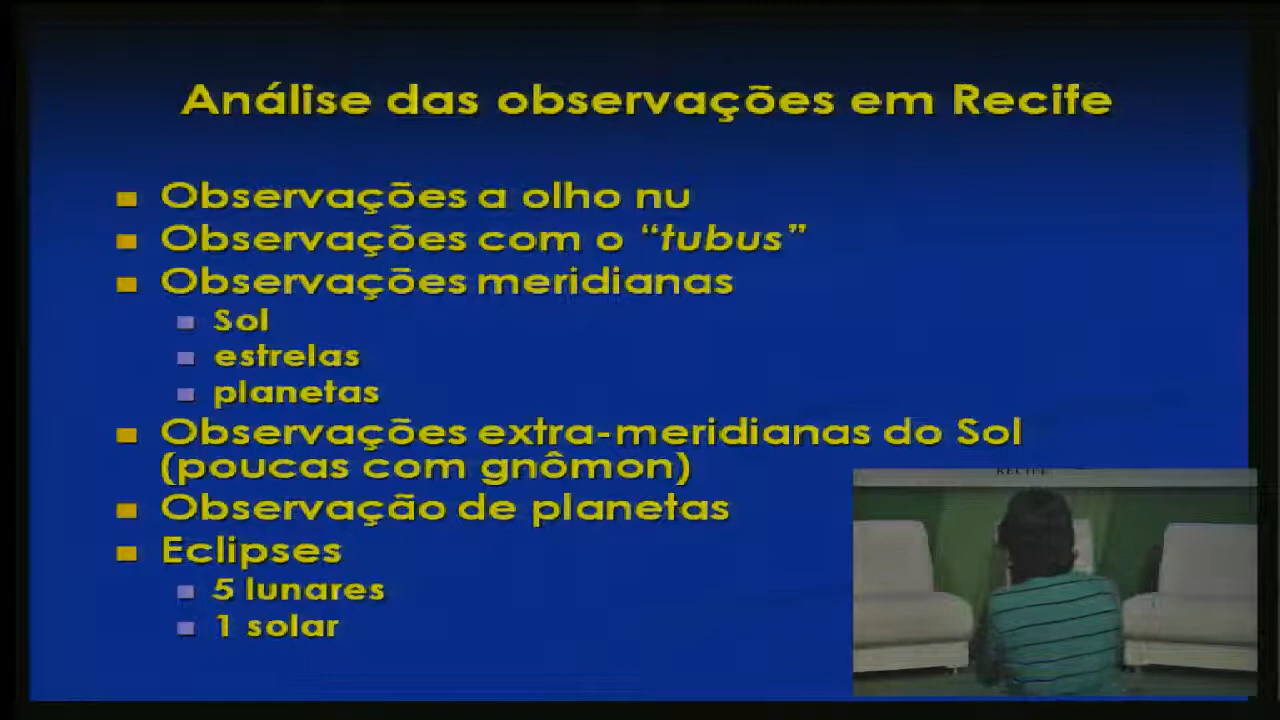 Análise das observações em Recife
Observações a olho nu
Observações com o “tubus”
Observações meridianas
Sol
estrelas
planetas
Observações extra-meridianas do Sol
(poucas com gnômon)
Observação de planetas
Eclipses
5 lunares
1 solar
RECIFE